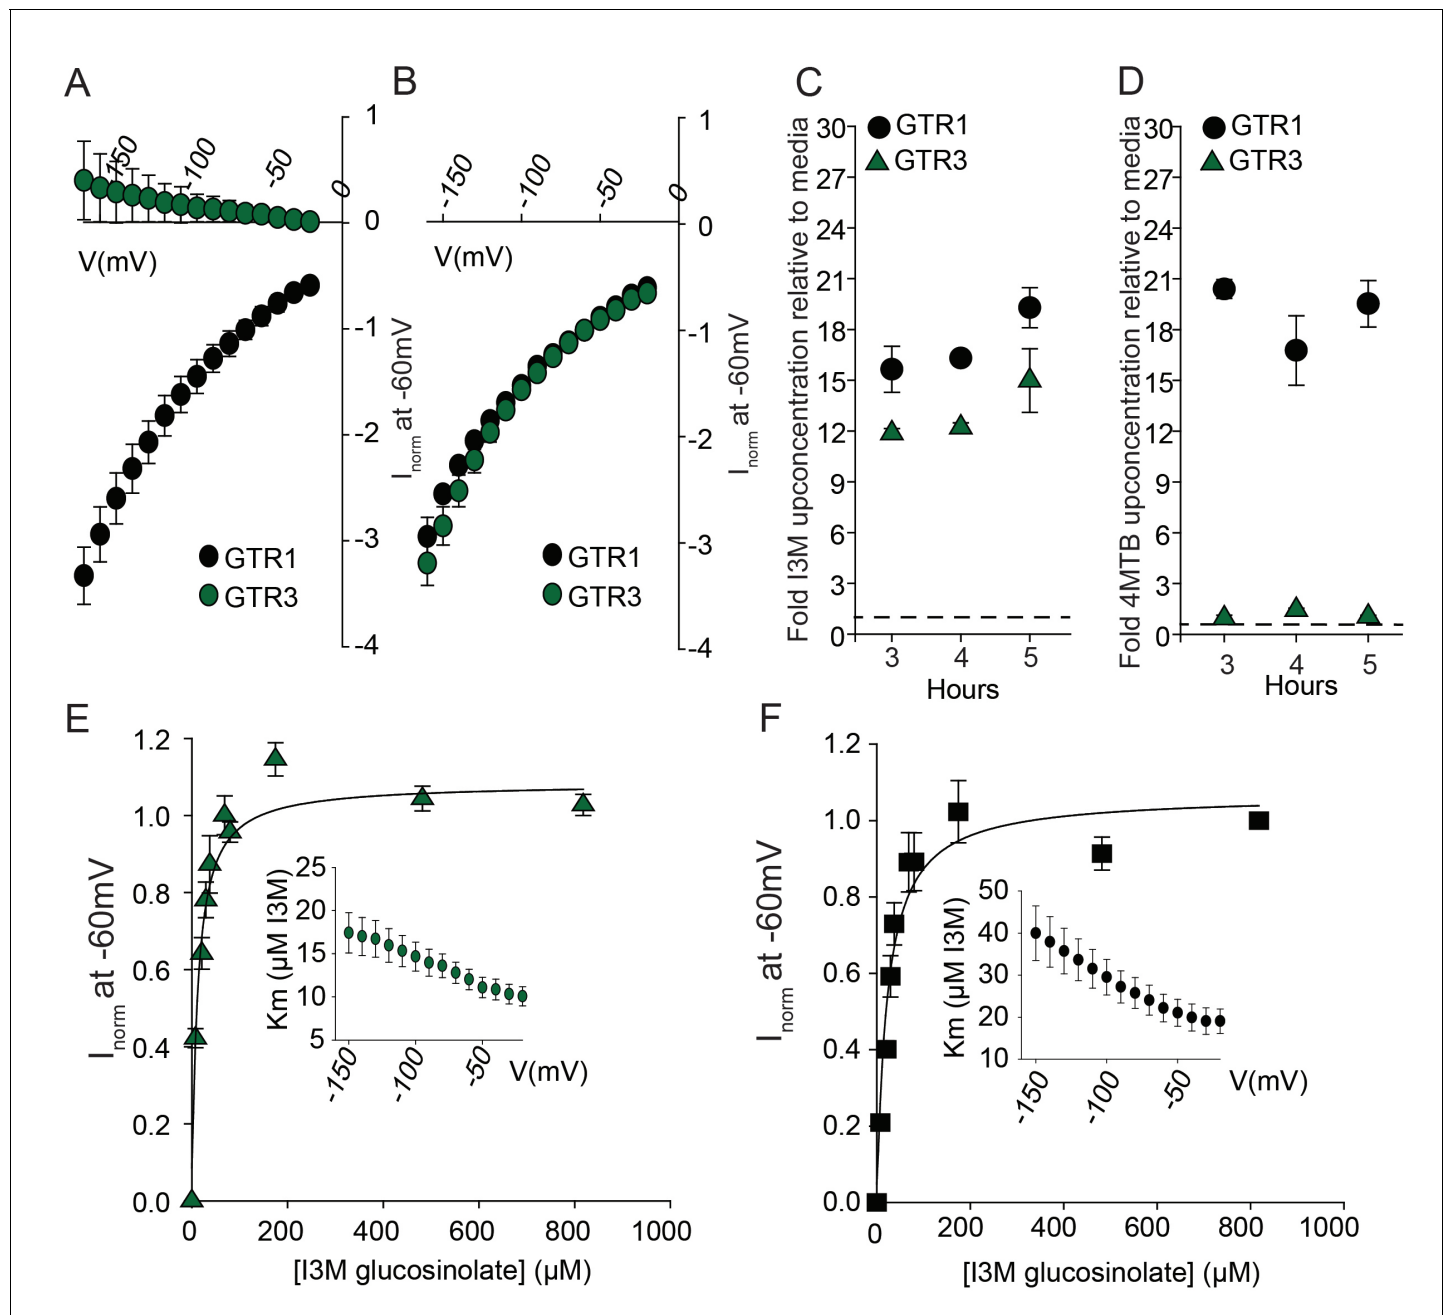 A
B
C
D
1
0
-1
-2
-3
-4
-150
-100
-50
0
V(mV)
Inorm at -60mV
GTR1
GTR3
1
0
-1
-2
-3
-4
-150
-100
-50
0
V(mV)
Inorm at -60mV
GTR1
GTR3
Fold I3M upconcentration relative to media
30
27
24
21
18
15
12
9
6
3
0
GTR1
GTR3
3 4 5
Hours
Fold 4MTB upconcentration relative to media
30
27
24
21
18
15
12
9
6
3
0
GTR1
GTR3
3 4 5
Hours
E
Inorm at -60mV
1.2
1.0
0.8
0.6
0.4
0.2
0.0
0 200 400 600 800 1000
[I3M glucosinolate] (µM)
Km (µM I3M)
25
20
15
10
5
-150
-100
-50
V(mV)
F
Inorm at -60mV
1.2
1.0
0.8
0.6
0.4
0.2
0.0
0 200 400 600 800 1000
[I3M glucosinolate] (µM)
Km (µM I3M)
50
40
30
20
10
-150
-100
-50
V(mV)